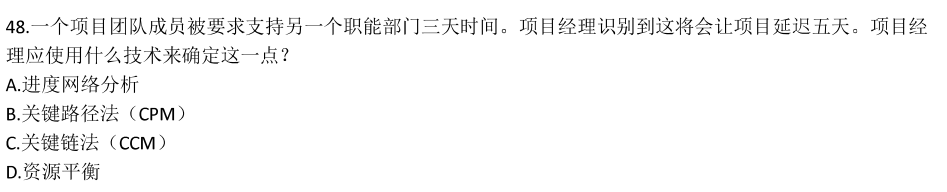 48.一个项目团队成员被要求支持另一个职能部门三天时间。项目经理识别到这将会让项目延迟五天。项目经
理应使用什么技术来确定这一点？
A.进度网络分析
B.关键路径法（CPM）
C.关键链法（CCM）
D.资源平衡